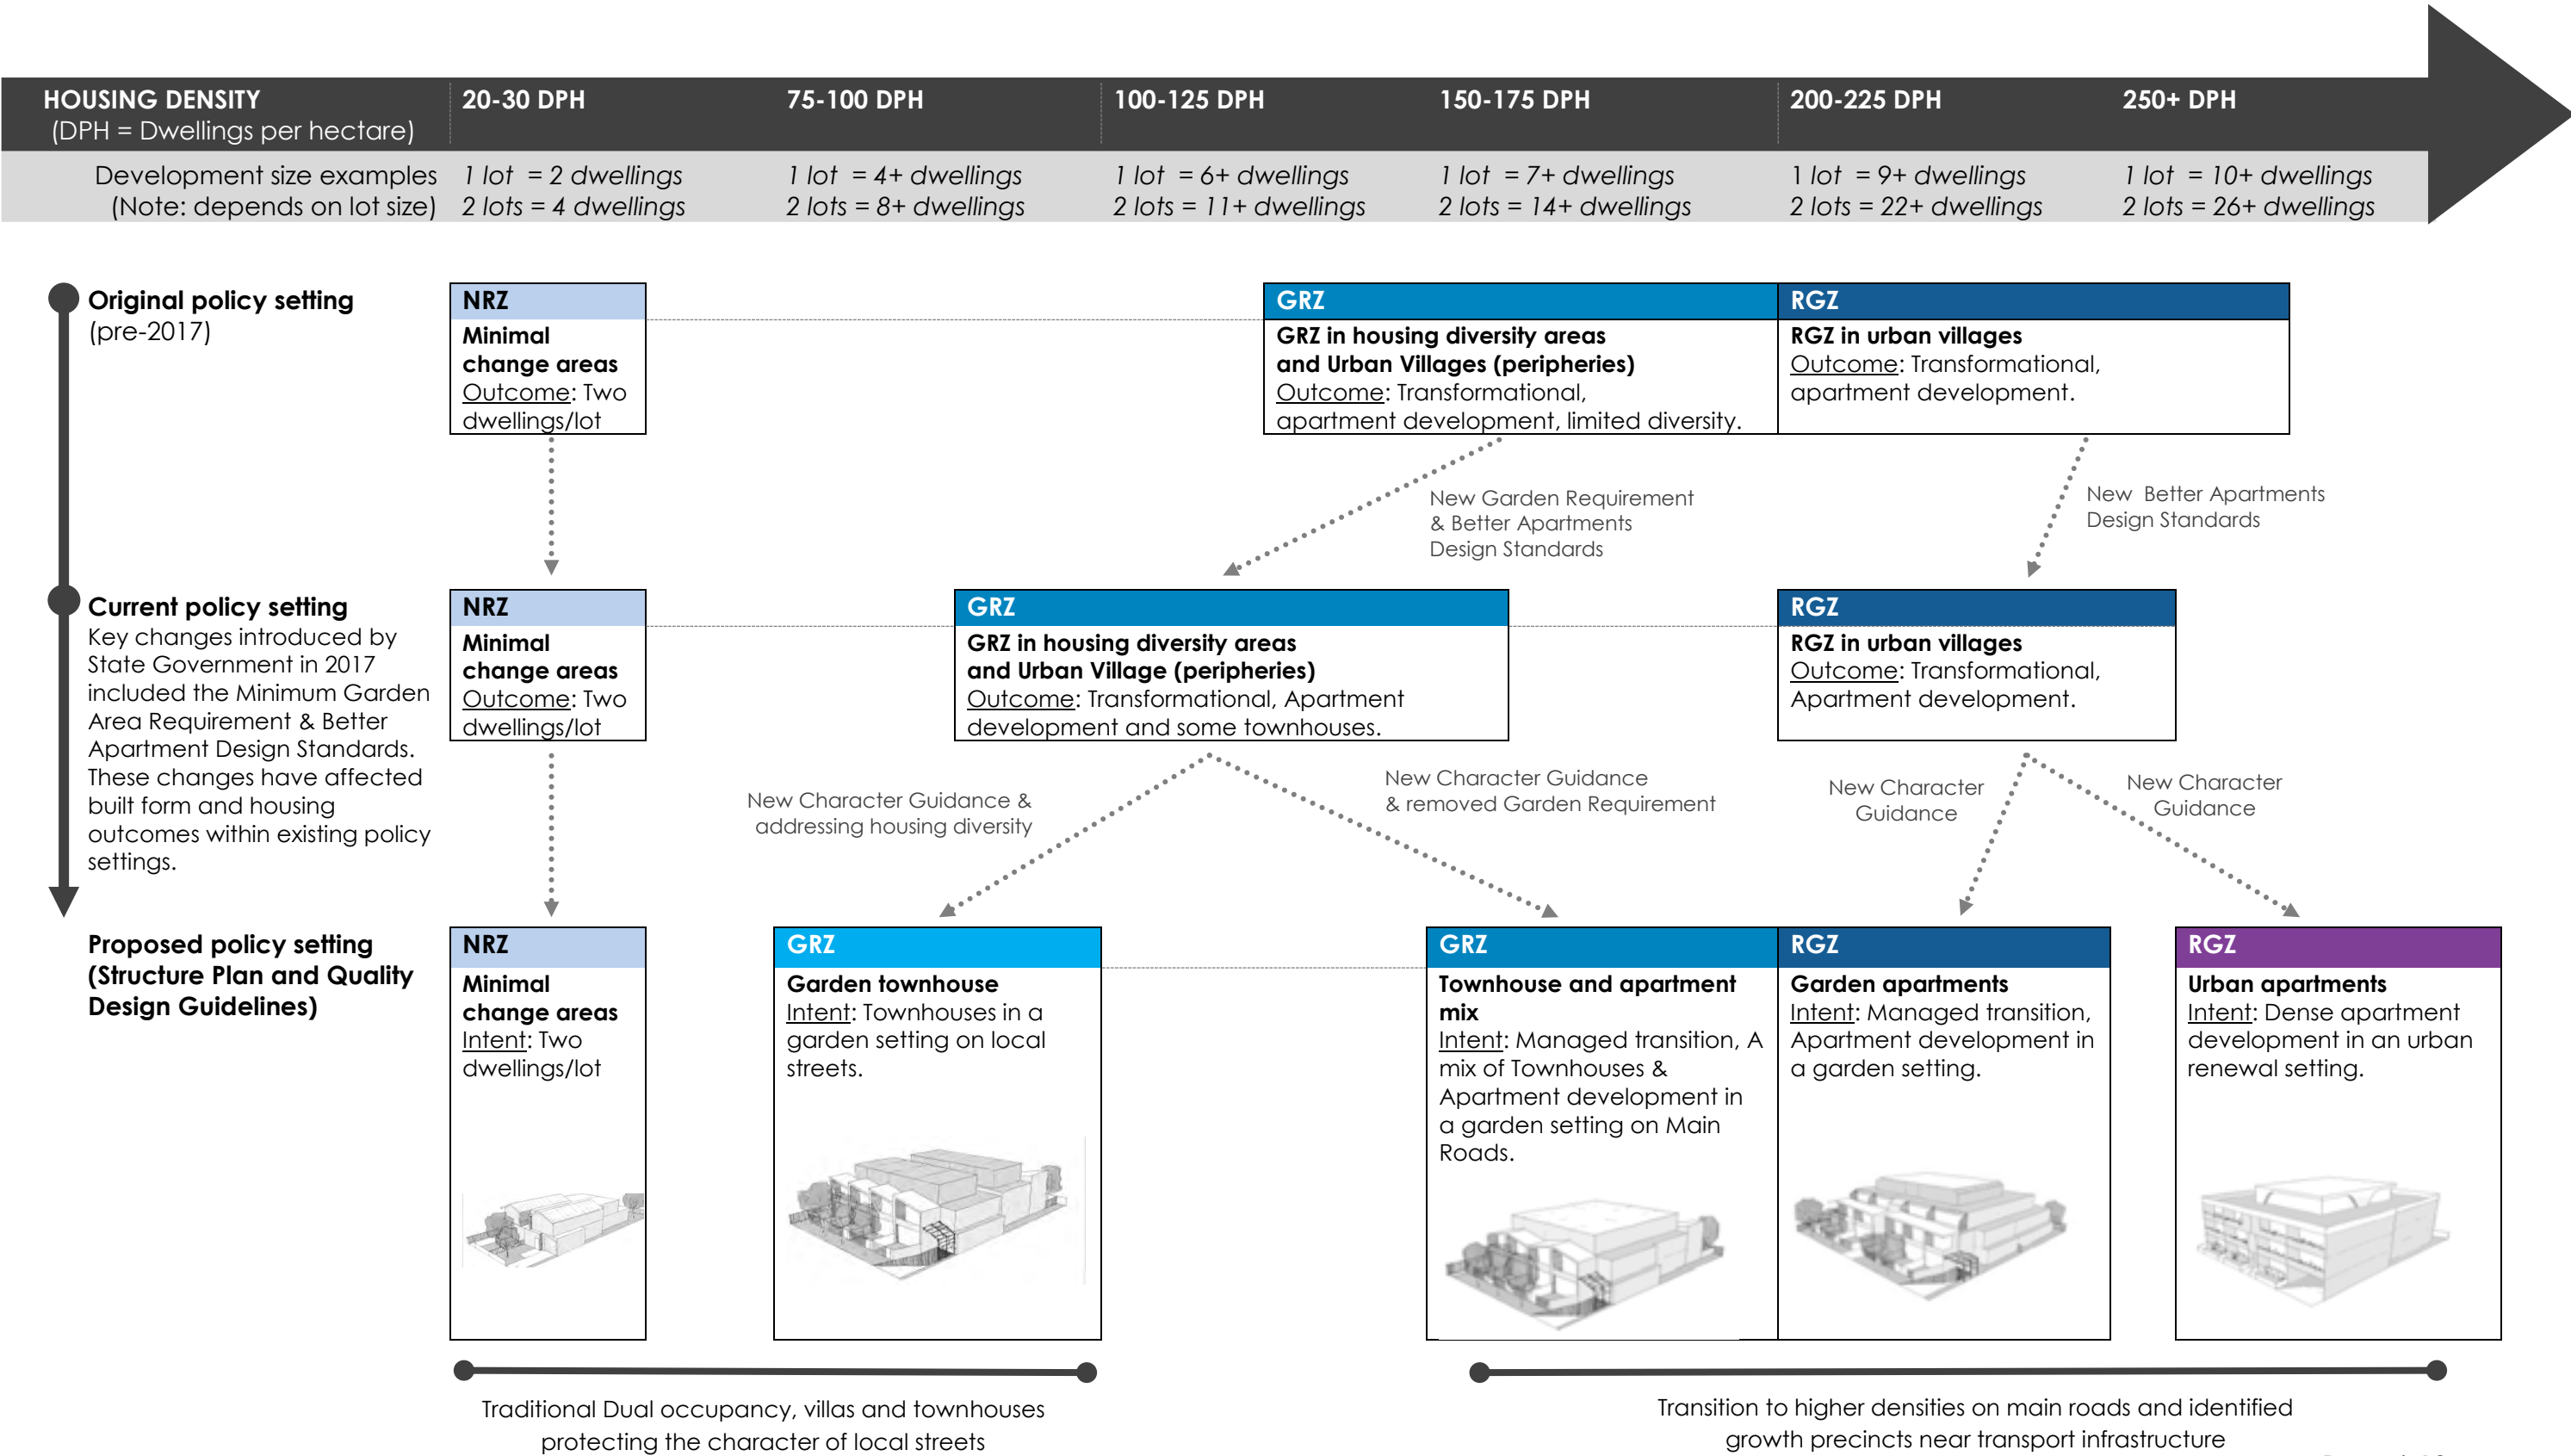 HOUSING DENSITY
(DPH = Dwellings per hectare)
20-30 DPH
75-100 DPH
100-125 DPH
150-175 DPH
200-225 DPH
250+ DPH
Development size examples
(Note: depends on lot size)
1 lot = 2 dwellings
2 lots = 4 dwellings
1 lot = 4+ dwellings
2 lots = 8+ dwellings
1 lot = 6+ dwellings
2 lots = 11+ dwellings
1 lot = 7+ dwellings
2 lots = 14+ dwellings
1 lot = 9+ dwellings
2 lots = 22+ dwellings
1 lot = 10+ dwellings
2 lots = 26+ dwellings
Original policy setting
(pre-2017)
NRZ
Minimal
change areas
Outcome: Two
dwellings/lot
GRZ
GRZ in housing diversity areas
and Urban Villages (peripheries)
Outcome: Transformational,
apartment development, limited diversity.
RGZ
RGZ in urban villages
Outcome: Transformational,
apartment development.
New Garden Requirement
& Better Apartments
Design Standards
New Better Apartments
Design Standards
Current policy setting
Key changes introduced by
State Government in 2017
included the Minimum Garden
Area Requirement & Better
Apartment Design Standards.
These changes have affected
built form and housing
outcomes within existing policy
settings.
NRZ
Minimal
change areas
Outcome: Two
dwellings/lot
GRZ
GRZ in housing diversity areas
and Urban Village (peripheries)
Outcome: Transformational, Apartment
development and some townhouses.
RGZ
RGZ in urban villages
Outcome: Transformational,
Apartment development.
New Character Guidance &
addressing housing diversity
New Character Guidance
& removed Garden Requirement
New Character
Guidance
New Character
Guidance
Proposed policy setting
(Structure Plan and Quality
Design Guidelines)
NRZ
Minimal
change areas
Intent: Two
dwellings/lot
GRZ
Garden townhouse
Intent: Townhouses in a
garden setting on local
streets.
GRZ
Townhouse and apartment
mix
Intent: Managed transition, A
mix of Townhouses &
Apartment development in
a garden setting on Main
Roads.
RGZ
Garden apartments
Intent: Managed transition,
Apartment development in
a garden setting.
RGZ
Urban apartments
Intent: Dense apartment
development in an urban
renewal setting.
Traditional Dual occupancy, villas and townhouses
protecting the character of local streets
Transition to higher densities on main roads and identified
growth precincts near transport infrastructure